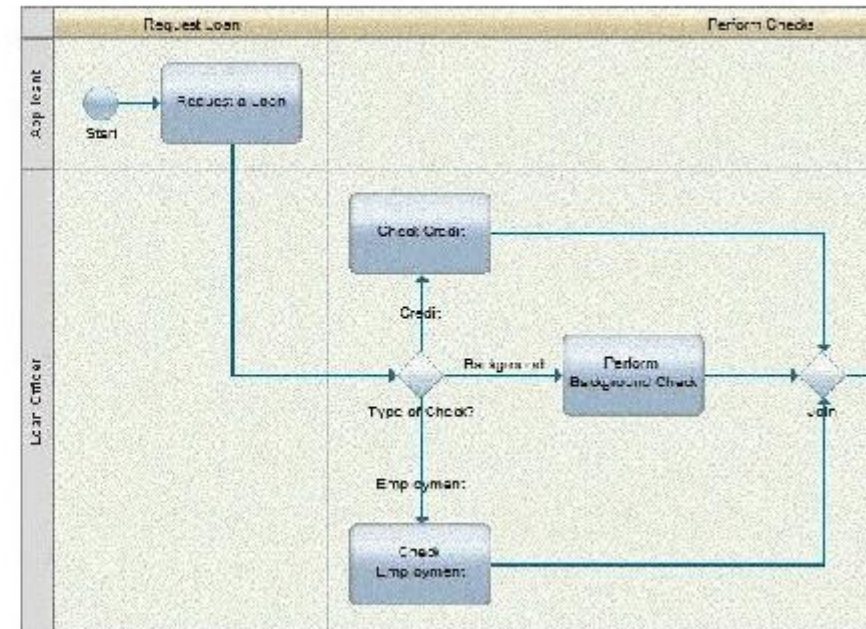 Request Loan
Perform Checks
Applicant
Request a Loan
Start
Check Credit
Credit
Loan Officer
Background
Perform
Background Check
Type of Check?
Join
Employment
Check
Employment